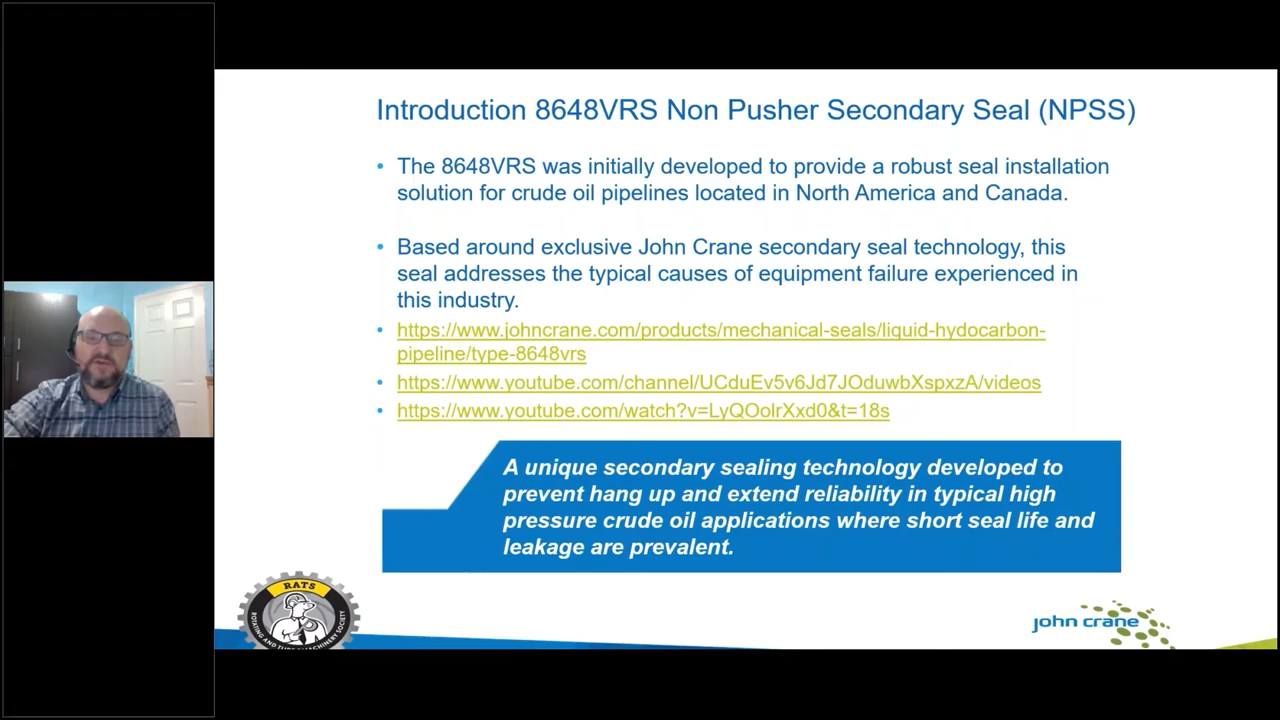 Introduction 8648VRS Non Pusher Secondary Seal (NPSS)
• The 8648VRS was initially developed to provide a robust seal installation
solution for crude oil pipelines located in North America and Canada.
• Based around exclusive John Crane secondary seal technology, this
seal addresses the typical causes of equipment failure experienced in
this industry.
• https://www.johncrane.com/products/mechanical-seals/liquid-hydocarbon-
pipeline/type-8648vrs
• https://www.youtube.com/channel/UCduEv5v6Jd7JOduwbXspxzA/videos
• https://www.youtube.com/watch?v=LyQOolrXxd0&t=18s
A unique secondary sealing technology developed to
prevent hang up and extend reliability in typical high
pressure crude oil applications where short seal life and
leakage are prevalent.
RATS
ROTATING AND
SOCIETY
john crane